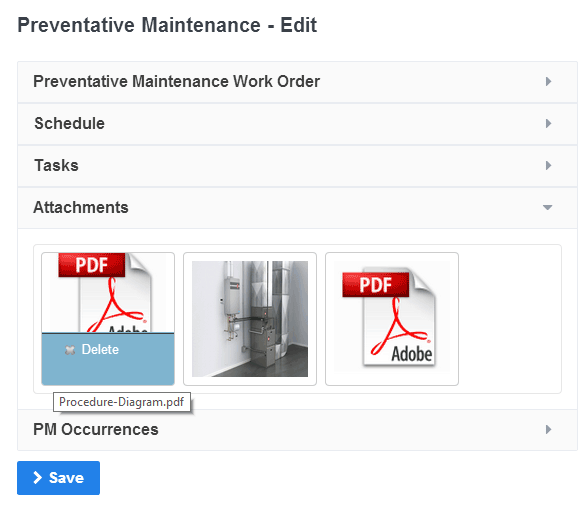 Preventative Maintenance - Edit
Preventative Maintenance Work Order
Schedule
Tasks
Attachments
PDF
Adobe
Delete
PDF
Adobe
Procedure-Diagram.pdf
PM Occurrences
Save